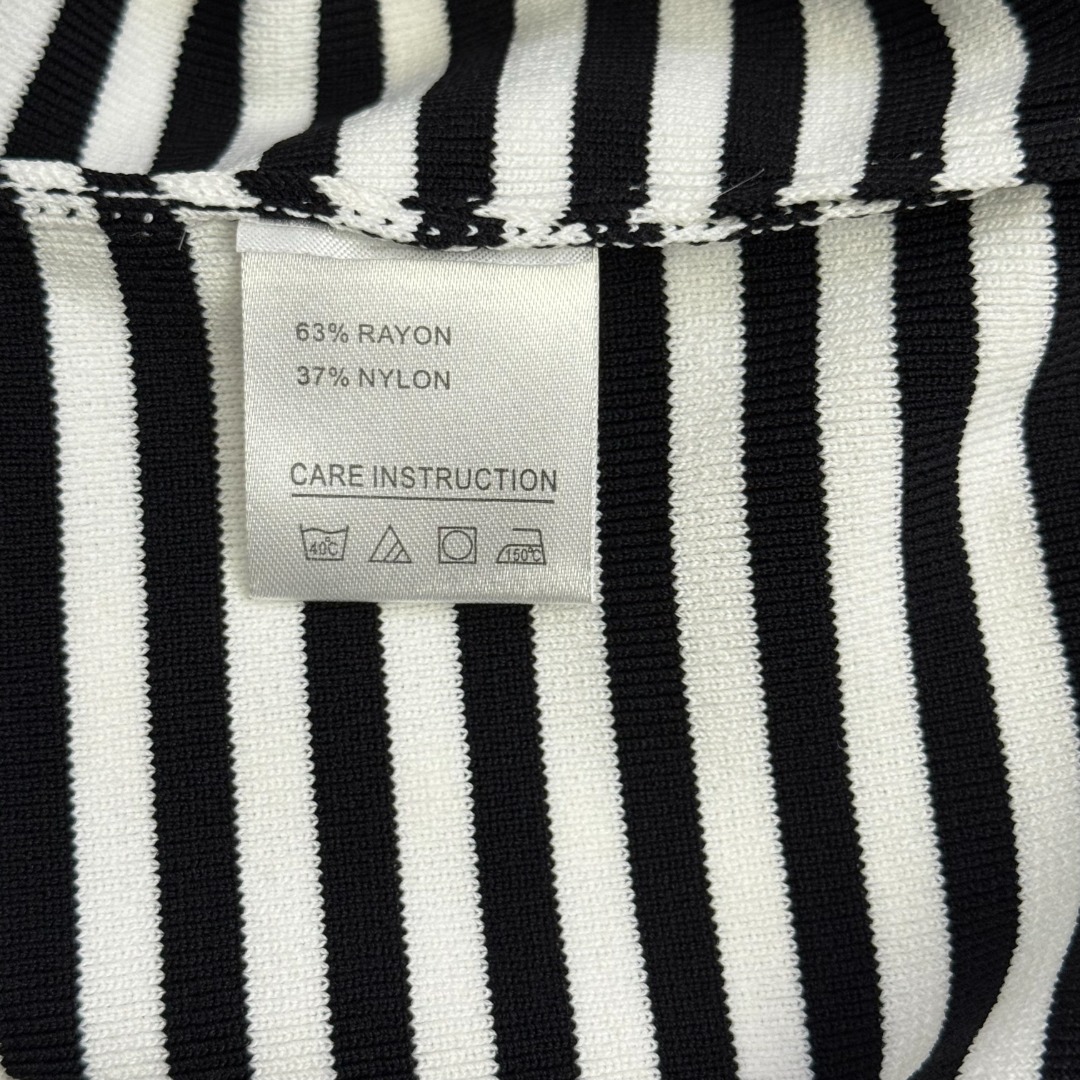 63% RAYON
37% NYLON
CARE INSTRUCTION
40℃ 150℃